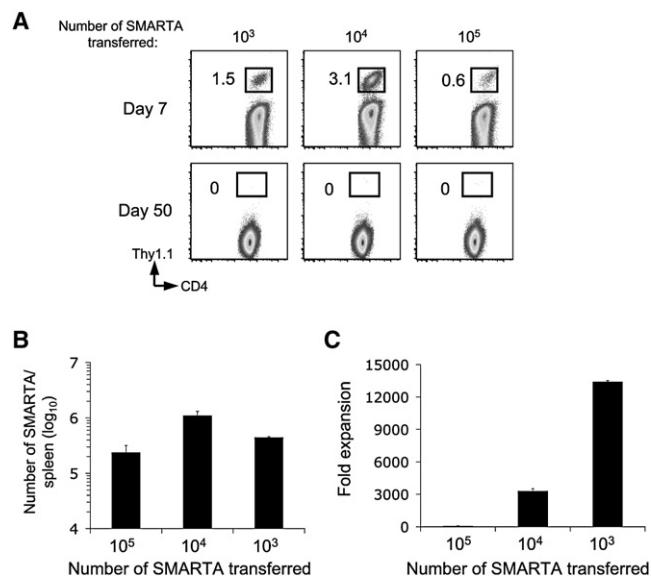 A
Number of SMARTA
transferred:
10³ 10⁴ 10⁵
Day 7
1.5 3.1 0.6
Day 50
0 0 0
Thy1.1
CD4
B
Number of SMARTA/
spleen (log₁₀)
7
6
5
4
10⁵ 10⁴ 10³
Number of SMARTA transferred
C
Fold expansion
15000
12000
9000
6000
3000
0
10⁵ 10⁴ 10³
Number of SMARTA transferred